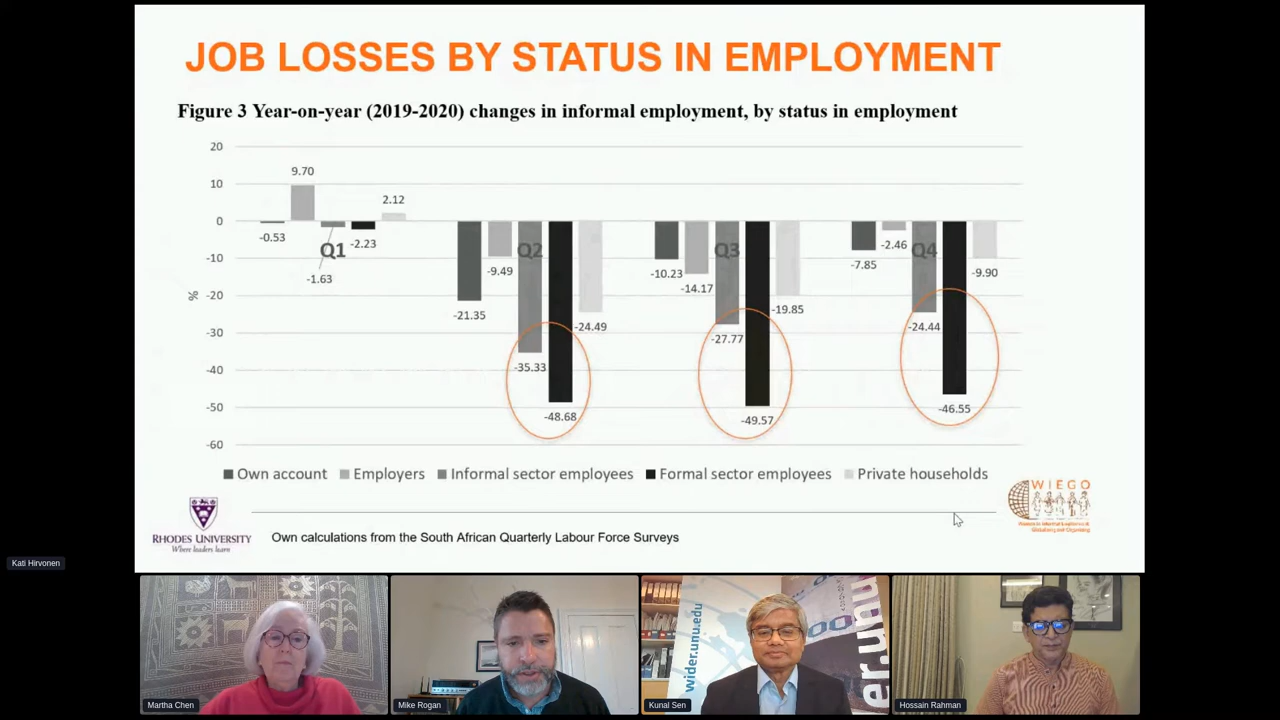 JOB LOSSES BY STATUS IN EMPLOYMENT
Figure 3 Year-on-year (2019-2020) changes in informal employment, by status in employment
20
10
0
-10
-20
-30
-40
-50
-60
%
-0.53
9.70
-1.63
-2.23
2.12
Q1
-21.35
-9.49
-35.33
-48.68
-24.49
Q2
-10.23
-14.17
-27.77
-49.57
-19.85
Q3
-7.85
-2.46
-24.44
-46.55
-9.90
Q4
Own account Employers Informal sector employees Formal sector employees Private households
RHODES UNIVERSITY
Where leaders learn
Own calculations from the South African Quarterly Labour Force Surveys
WIEGO
Kati Hirvonen
wider.unu.edu
er.unu
Martha Chen
Mike Rogan
Kunal Sen
Hossain Rahman